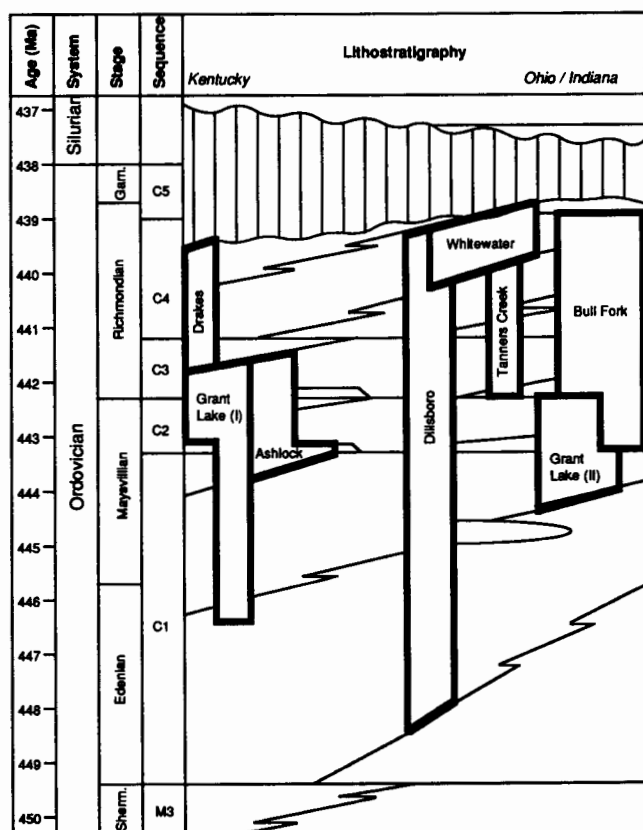 Age (Ma)
System
Stage
Sequence
Lithostratigraphy
Kentucky
Ohio / Indiana
437
438
439
440
441
442
443
444
445
446
447
448
449
450
Silurian
Ordovician
Gam.
Richmondian
Maysvillian
Edenian
Sherm.
C5
C4
C3
C2
C1
M3
Drakes
Grant
Lake (I)
Ashlock
Dillsboro
Whitewater
Tanners Creek
Bull Fork
Grant
Lake (II)